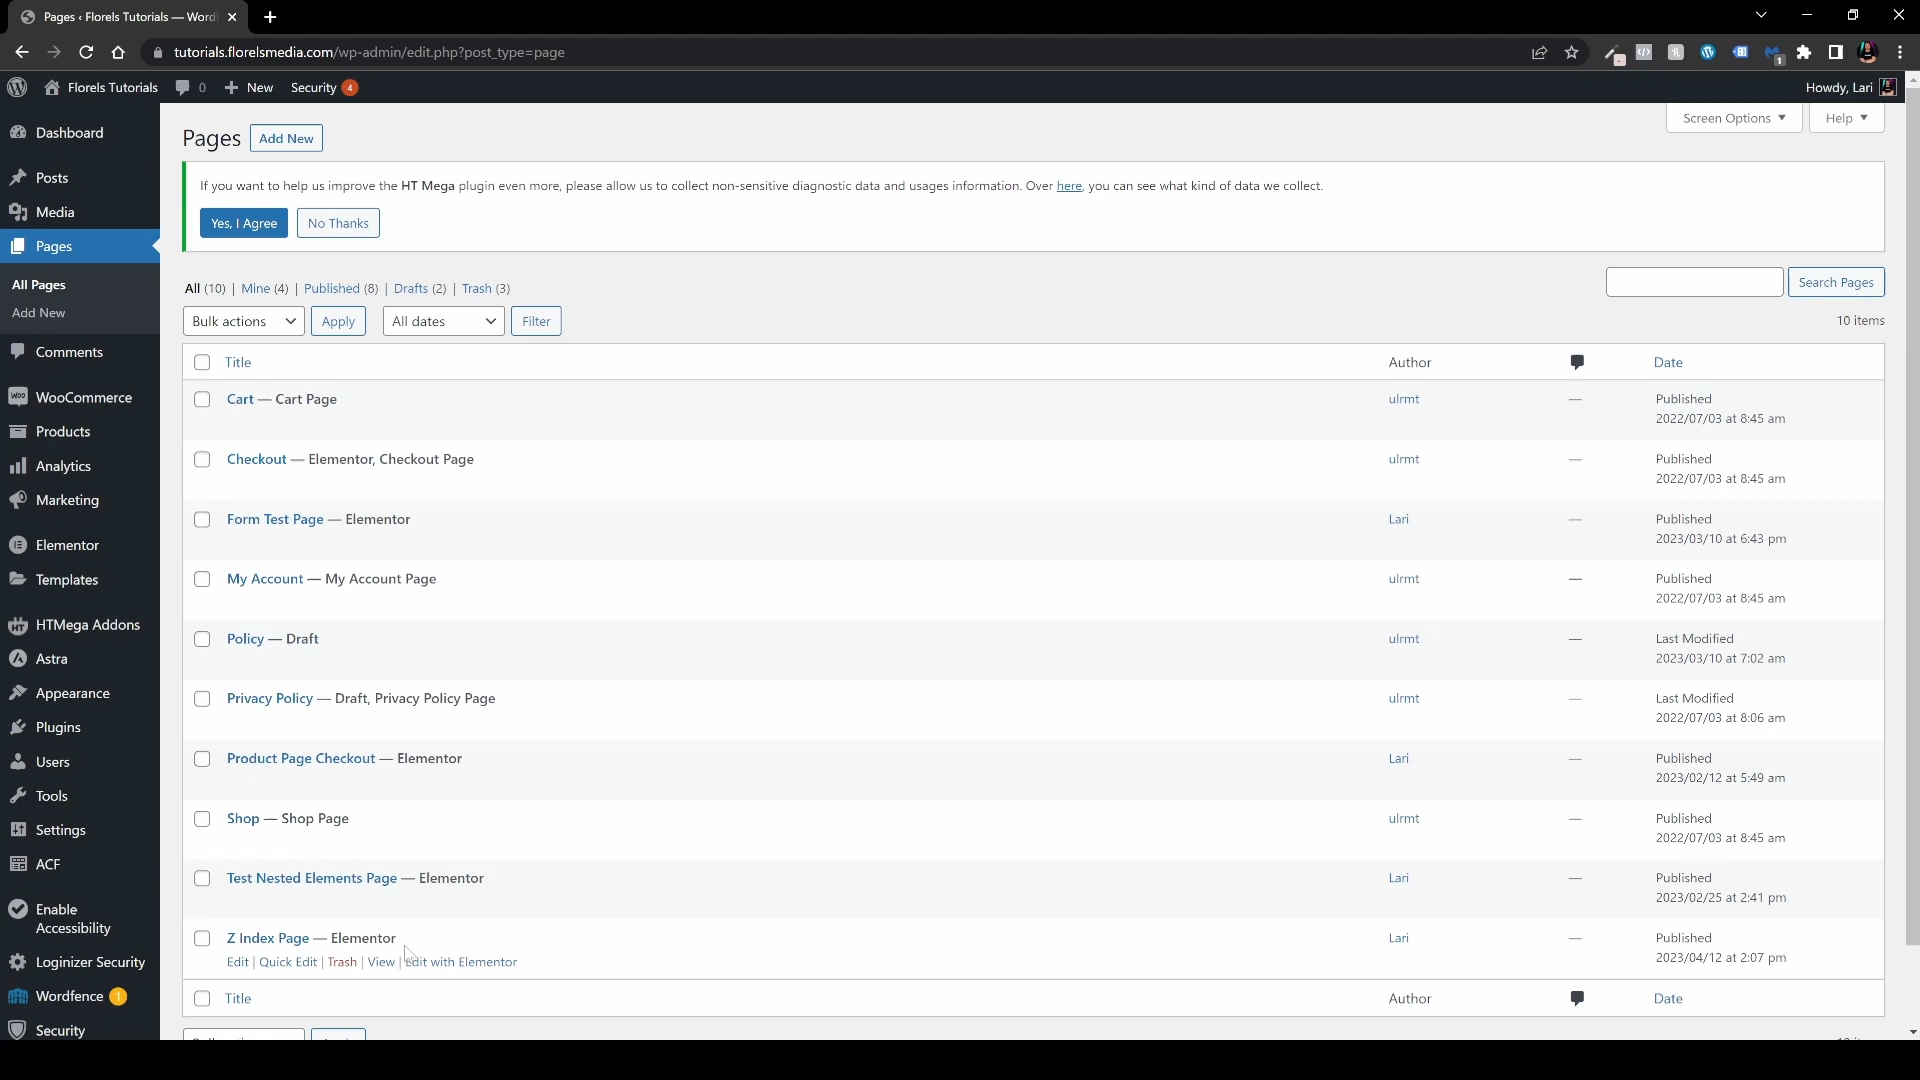 Pages ‹ Florels Tutorials — Word
tutorials.florelsmedia.com/wp-admin/edit.php?post_type=page
1
Florels Tutorials 0 New Security 4
Howdy, Lari
Dashboard
Posts
Media
Pages
All Pages
Add New
Comments
WooCommerce
Products
Analytics
Marketing
Elementor
Templates
HTMega Addons
Astra
Appearance
Plugins
Users
Tools
Settings
ACF
Enable
Accessibility
Loginizer Security
Wordfence 1
Security
Screen Options Help
Pages Add New
If you want to help us improve the HT Mega plugin even more, please allow us to collect non-sensitive diagnostic data and usages information. Over here, you can see what kind of data we collect.
Yes, I Agree No Thanks
All (10) | Mine (4) | Published (8) | Drafts (2) | Trash (3)
Search Pages
Bulk actions Apply All dates Filter
10 items
Title Author Date
Cart — Cart Page ulrmt — Published
2022/07/03 at 8:45 am
Checkout — Elementor, Checkout Page ulrmt — Published
2022/07/03 at 8:45 am
Form Test Page — Elementor Lari — Published
2023/03/10 at 6:43 pm
My Account — My Account Page ulrmt — Published
2022/07/03 at 8:45 am
Policy — Draft ulrmt — Last Modified
2023/03/10 at 7:02 am
Privacy Policy — Draft, Privacy Policy Page ulrmt — Last Modified
2022/07/03 at 8:06 am
Product Page Checkout — Elementor Lari — Published
2023/02/12 at 5:49 am
Shop — Shop Page ulrmt — Published
2022/07/03 at 8:45 am
Test Nested Elements Page — Elementor Lari — Published
2023/02/25 at 2:41 pm
Z Index Page — Elementor Lari — Published
Edit | Quick Edit | Trash | View | Edit with Elementor 2023/04/12 at 2:07 pm
Title Author Date